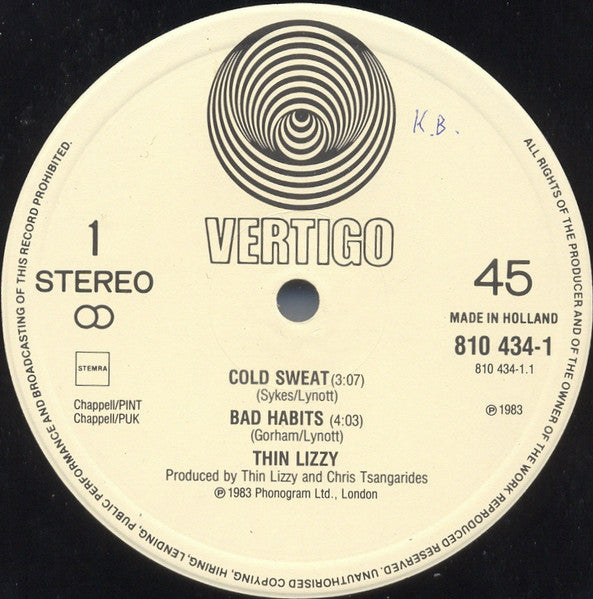 K.B.
VERTIGO
1
STEREO
STEMRA
Chappell/PINT
Chappell/PUK
45
MADE IN HOLLAND
810 434-1
810 434-1.1
℗ 1983
COLD SWEAT (3:07)
(Sykes/Lynott)
BAD HABITS (4:03)
(Gorham/Lynott)
THIN LIZZY
Produced by Thin Lizzy and Chris Tsangarides
℗ 1983 Phonogram Ltd., London
ALL RIGHTS OF THE PRODUCER AND OF THE OWNER OF THE WORK REPRODUCED RESERVED. UNAUTHORISED COPYING, HIRING, LENDING, PUBLIC PERFORMANCE AND BROADCASTING OF THIS RECORD PROHIBITED.